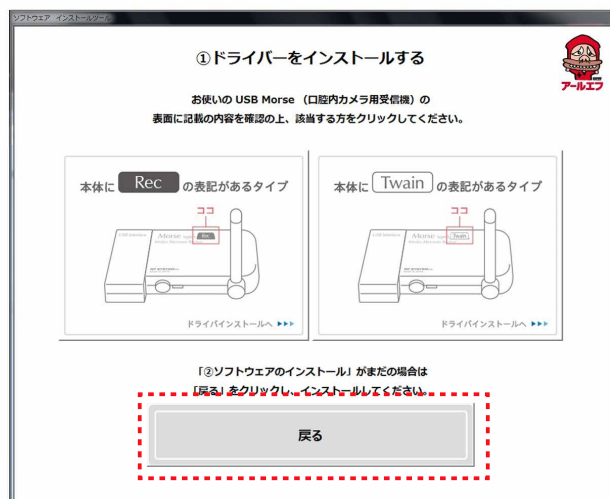 ソフトウェア インストールツール
①ドライバーをインストールする
アールエフ
お使いの USB Morse （口腔内カメラ用受信機）の
表面に記載の内容を確認の上、該当する方をクリックしてください。
本体に Rec の表記があるタイプ
ココ
USB Interface
Morse
Rec
ドライバインストールへ ▶▶▶
本体に Twain の表記があるタイプ
ココ
USB Interface
Morse
Twain
ドライバインストールへ ▶▶▶
「②ソフトウェアのインストール」がまだの場合は
「戻る」をクリックし、インストールしてください。
戻る